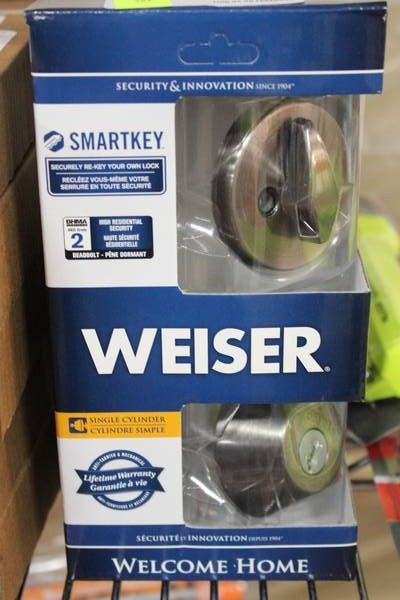 SECURITY & INNOVATION SINCE 1904™
SMARTKEY
SECURELY RE-KEY YOUR OWN LOCK
RECLÉEZ VOUS-MÊME VOTRE
SERRURE EN TOUTE SÉCURITÉ
BHMA
2
HIGH RESIDENTIAL
SECURITY
HAUTE SÉCURITÉ
RÉSIDENTIELLE
DEADBOLT - PÊNE DORMANT
WEISER®
SINGLE CYLINDER
CYLINDRE SIMPLE
Lifetime Warranty
Garantie à vie
SÉCURITÉ ET INNOVATION DEPUIS 1904™
WELCOME HOME